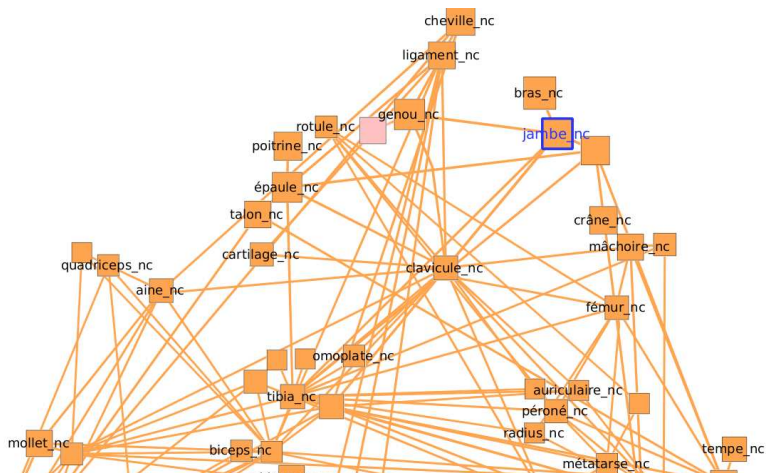 cheville_nc
ligament_nc
bras_nc
genou_nc
rotule_nc
jambe_nc
poitrine_nc
épaule_nc
talon_nc
crâne_nc
mâchoire_nc
cartilage_nc
quadriceps_nc
clavicule_nc
aine_nc
fémur_nc
omoplate_nc
auriculaire_nc
tibia_nc
péroné_nc
radius_nc
mollet_nc
biceps_nc
tempe_nc
métatarse_nc